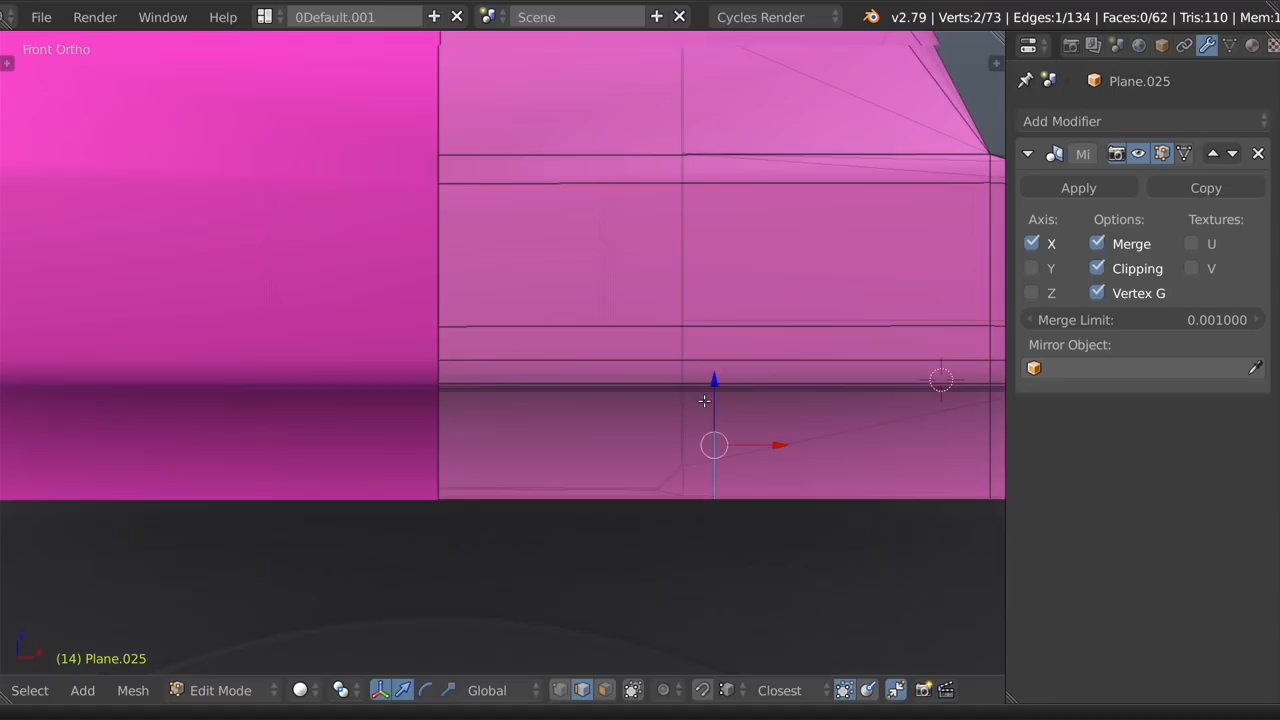 File Render Window Help 0Default.001 Scene Cycles Render v2.79 | Verts:2/73 | Edges:1/134 | Faces:0/62 | Tris:110 | Mem:1
Front Ortho
Plane.025
Add Modifier
Mi
Apply Copy
Axis: Options: Textures:
X Merge U
Y Clipping V
Z Vertex G
Merge Limit: 0.001000
Mirror Object:
(14) Plane.025
Select Add Mesh Edit Mode Global Closest